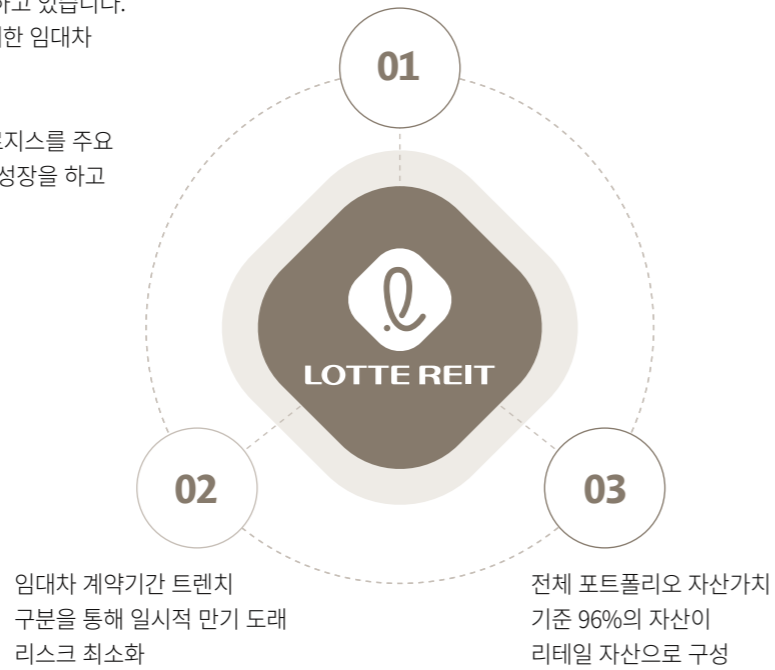 하고 있습니다.
한 임대차
로지스를 주요
성장을 하고
01
LOTTE REIT
02
03
임대차 계약기간 트렌치
구분을 통해 일시적 만기 도래
리스크 최소화
전체 포트폴리오 자산가치
기준 96%의 자산이
리테일 자산으로 구성